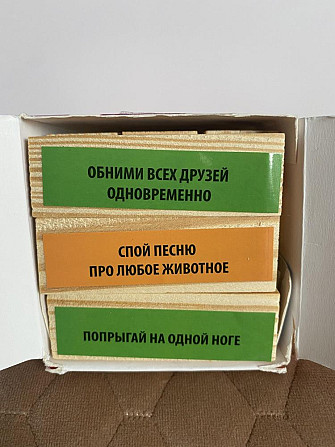 ОБНИМИ ВСЕХ ДРУЗЕЙ
ОДНОВРЕМЕННО
СПОЙ ПЕСНЮ
ПРО ЛЮБОЕ ЖИВОТНОЕ
ПОПРЫГАЙ НА ОДНОЙ НОГЕ